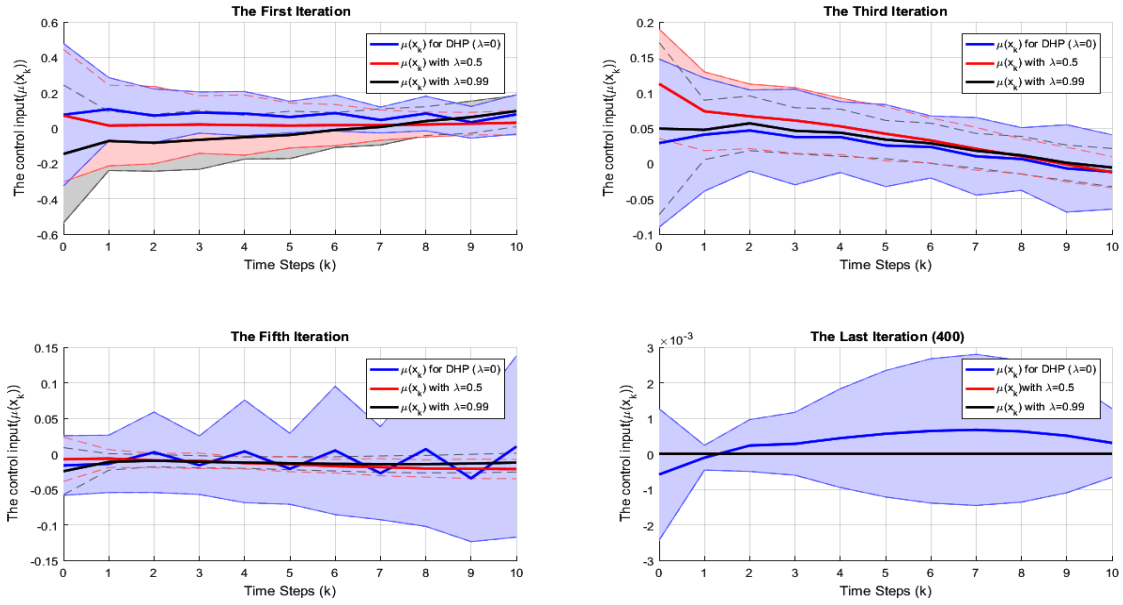 The First Iteration
The control input(μ(x_k))
0.6
0.4
0.2
0
-0.2
-0.4
-0.6
μ(x_k) for DHP (λ=0)
μ(x_k) with λ=0.5
μ(x_k) with λ=0.99
0 1 2 3 4 5 6 7 8 9 10
Time Steps (k)
The Third Iteration
The control input(μ(x_k))
0.2
0.15
0.1
0.05
0
-0.05
-0.1
μ(x_k) for DHP (λ=0)
μ(x_k) with λ=0.5
μ(x_k) with λ=0.99
0 1 2 3 4 5 6 7 8 9 10
Time Steps (k)
The Fifth Iteration
The control input(μ(x_k))
0.15
0.1
0.05
0
-0.05
-0.1
-0.15
μ(x_k) for DHP (λ=0)
μ(x_k) with λ=0.5
μ(x_k) with λ=0.99
0 1 2 3 4 5 6 7 8 9 10
Time Steps (k)
The Last Iteration (400)
×10^-3
The control input(μ(x_k))
3
2
1
0
-1
-2
-3
μ(x_k) for DHP (λ=0)
μ(x_k)with λ=0.5
μ(x_k) with λ=0.99
0 1 2 3 4 5 6 7 8 9 10
Time Steps (k)